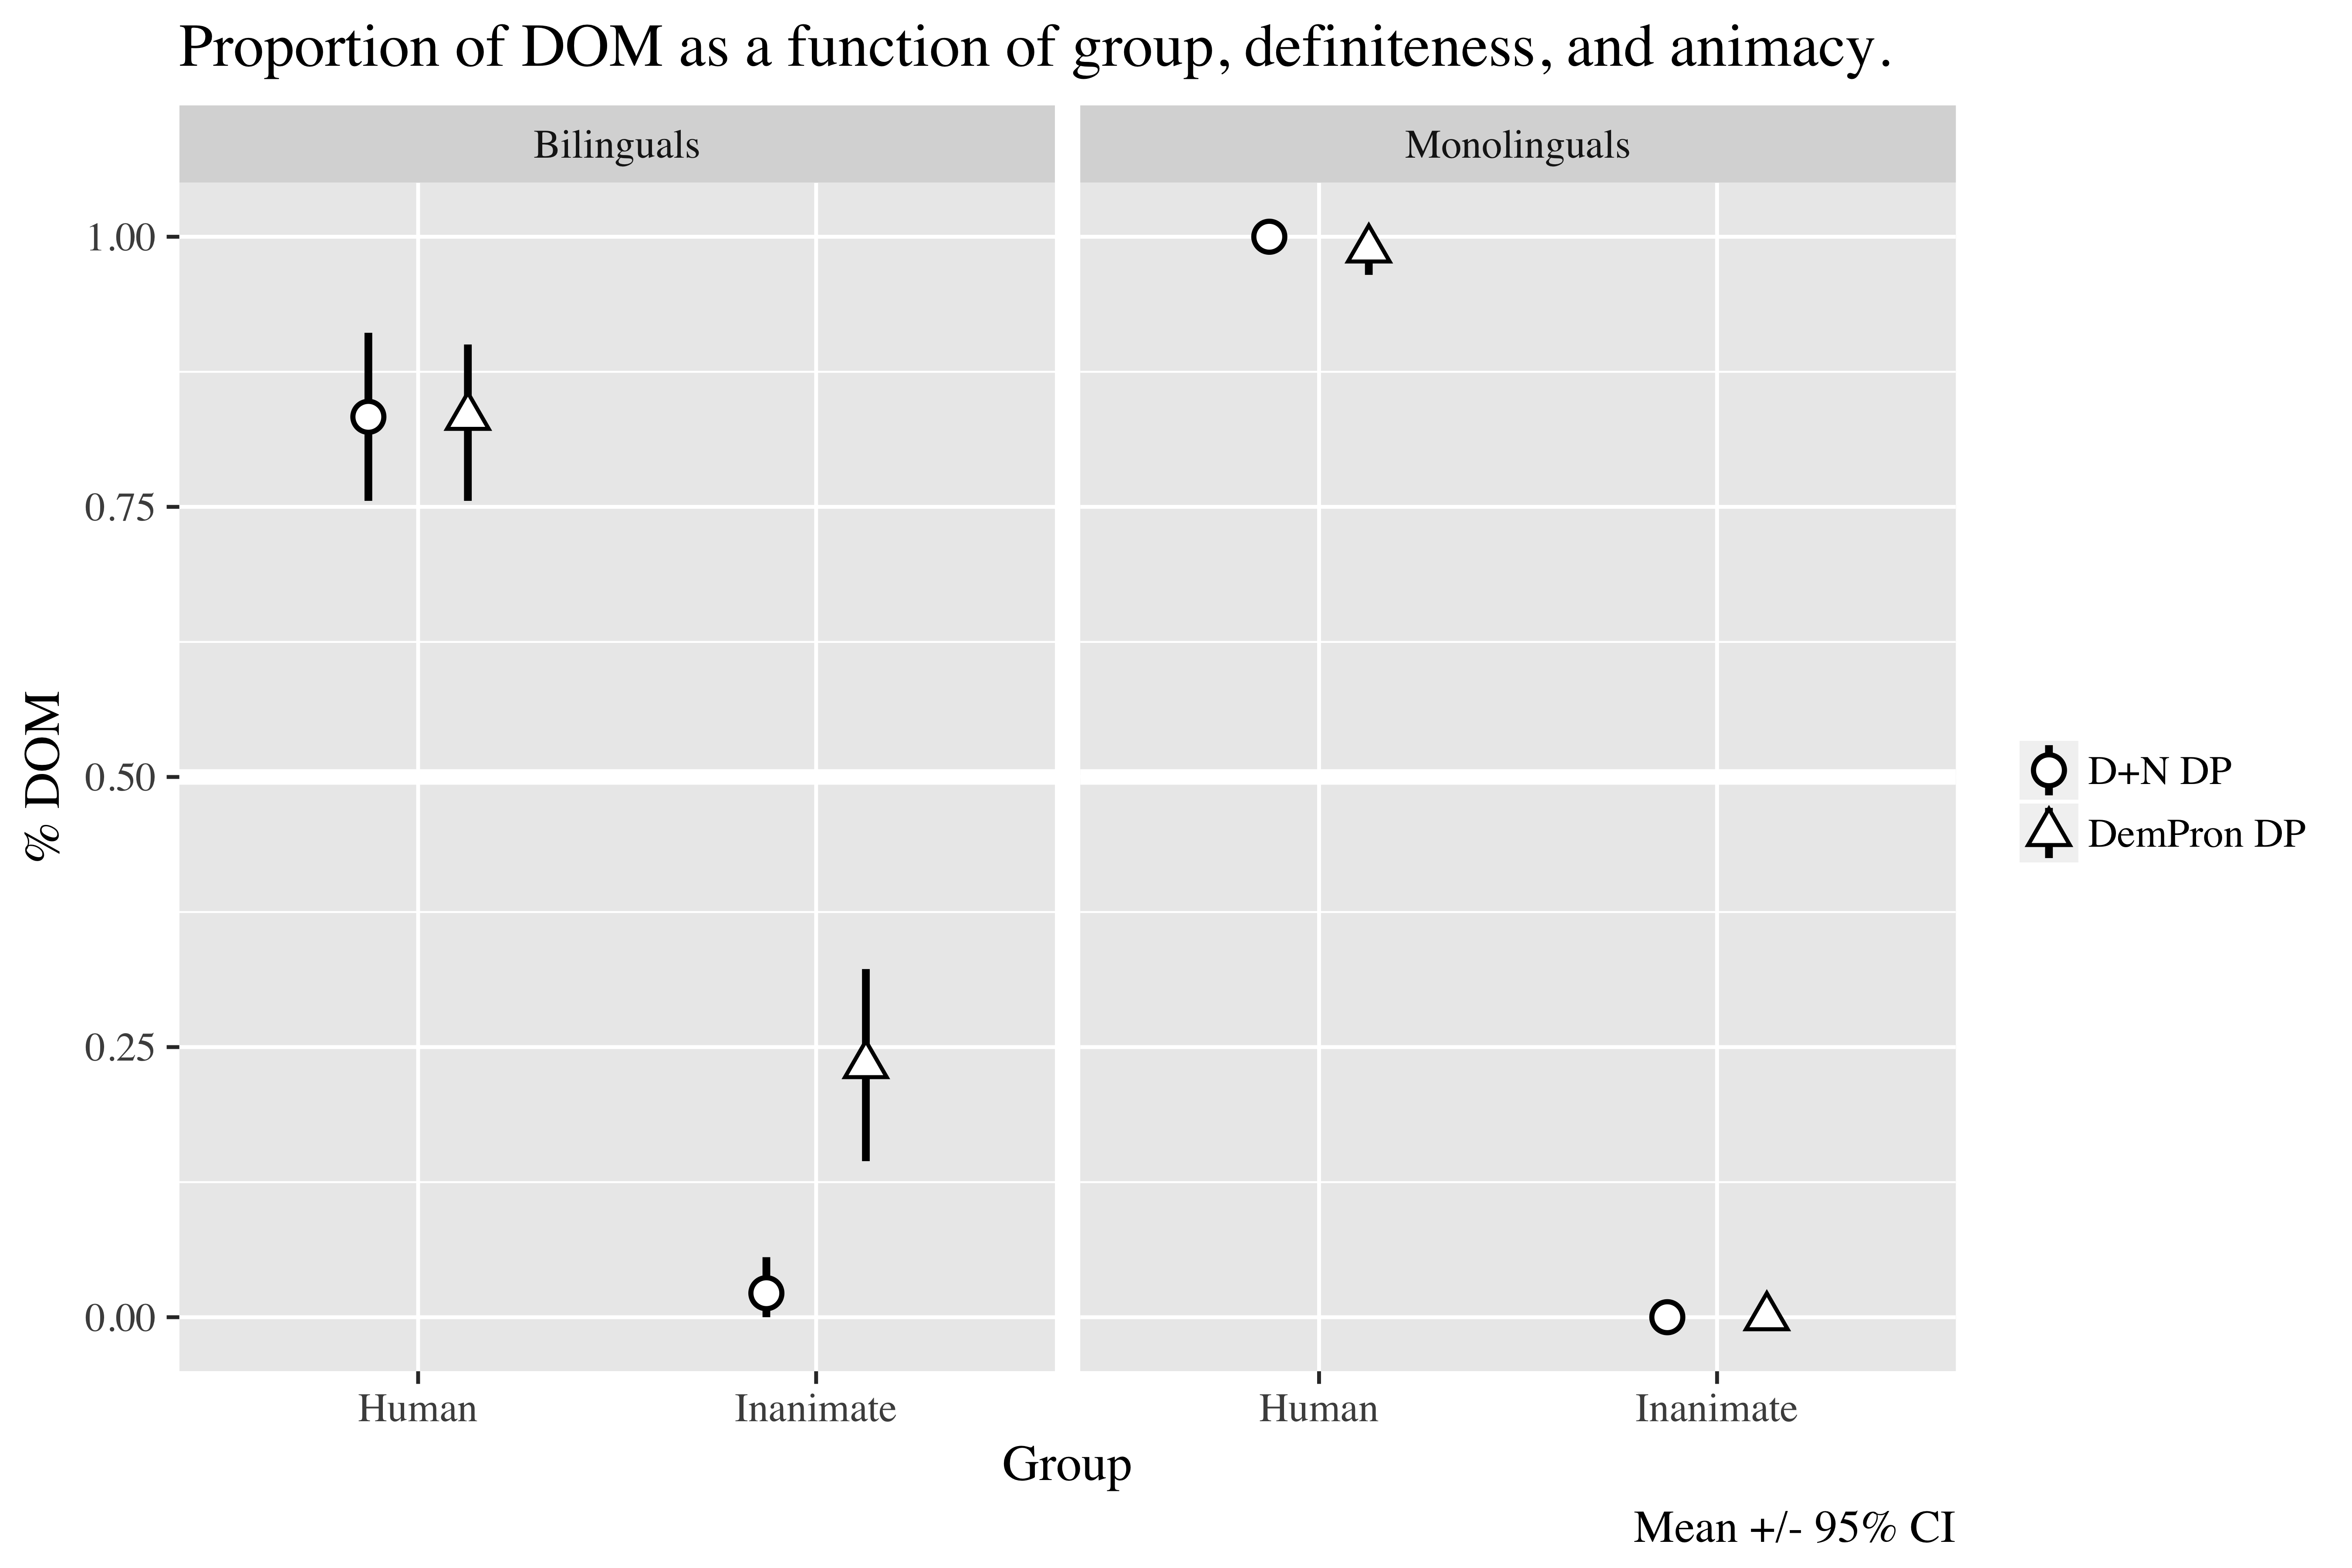 Proportion of DOM as a function of group, definiteness, and animacy.
Bilinguals
Monolinguals
1.00
0.75
0.50
0.25
0.00
% DOM
Human
Inanimate
Human
Inanimate
Group
D+N DP
DemPron DP
Mean +/- 95% CI